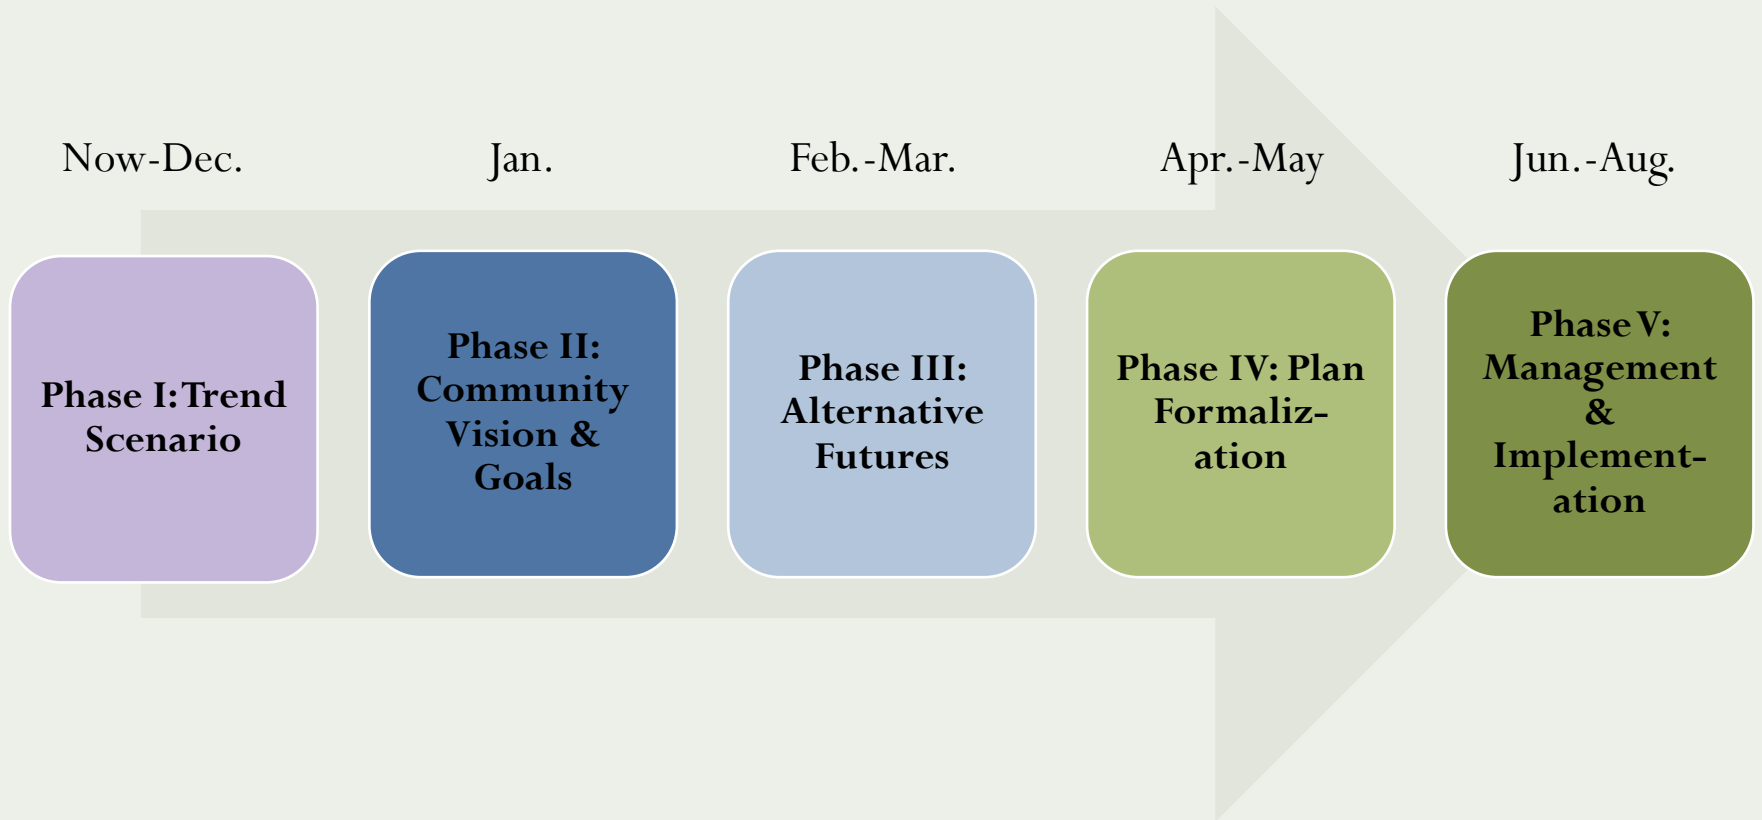 Now-Dec.
Jan.
Feb.-Mar.
Apr.-May
Jun.-Aug.
Phase I: Trend
Scenario
Phase II:
Community
Vision &
Goals
Phase III:
Alternative
Futures
Phase IV: Plan
Formaliz-
ation
Phase V:
Management
&
Implement-
ation